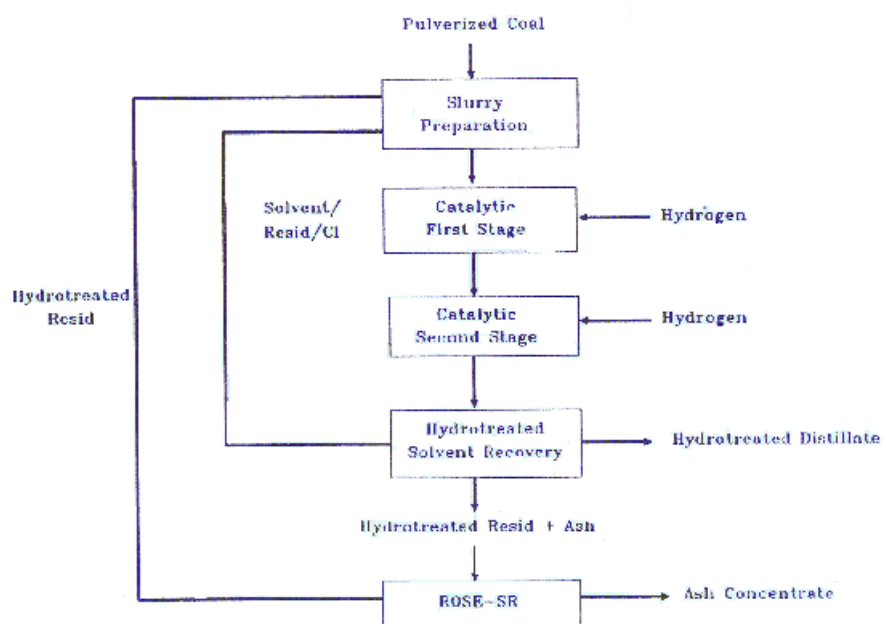 Pulverized Coal
Slurry
Preparation
Solvent/
Resid/CI
Catalytic
First Stage
Hydrogen
Hydrotreated
Resid
Catalytic
Second Stage
Hydrogen
Hydrotreated
Solvent Recovery
Hydrotreated Distillate
Hydrotreated Resid + Ash
ROSE-SR
Ash Concentrate